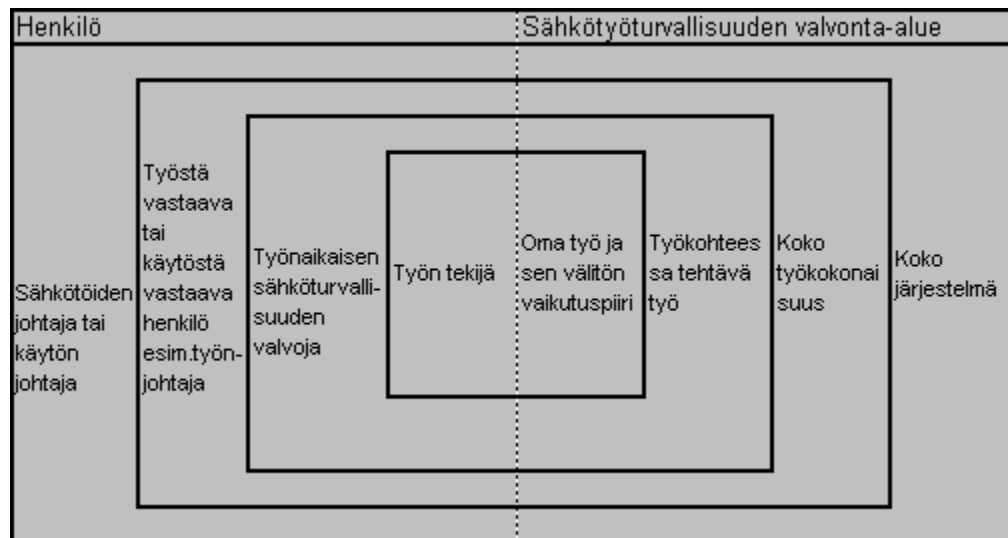 Henkilö
Sähkötyöturvallisuuden valvonta-alue
Sähkötöiden
johtaja tai
käytön
johtaja
Työstä
vastaava
tai
käytöstä
vastaava
henkilö
esim.työn-
johtaja
Työnaikaisen
sähköturvalli-
suuden
valvoja
Työn tekijä
Oma työ ja
sen välitön
vaikutuspiiri
Työkohtees
sa tehtävä
työ
Koko
työkokonai
suus
Koko
järjestelmä